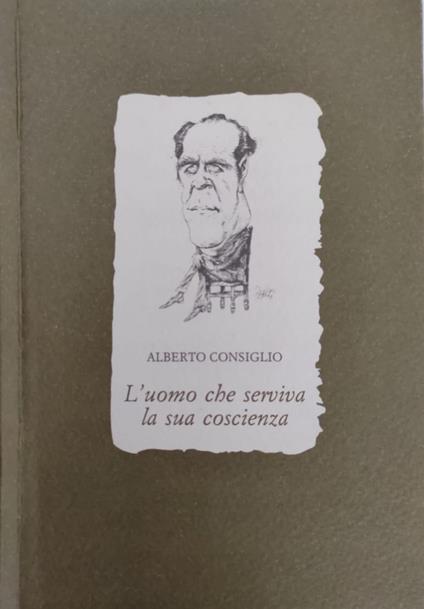 ALBERTO CONSIGLIO
L'uomo che serviva
la sua coscienza